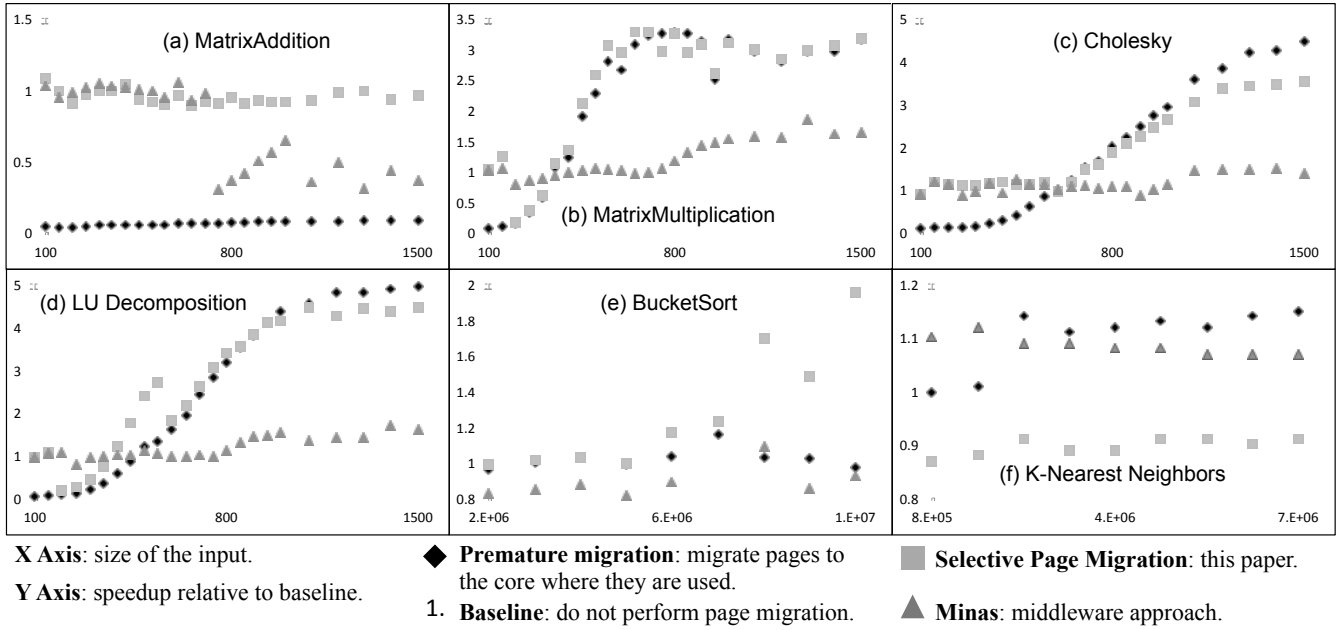 (a) MatrixAddition
1.5
1
0.5
0
100
800
1500
(b) MatrixMultiplication
3.5
3
2.5
2
1.5
1
0.5
0
100
800
1500
(c) Cholesky
5
4
3
2
1
0
100
800
1500
(d) LU Decomposition
5
4
3
2
1
0
100
800
1500
(e) BucketSort
2
1.8
1.6
1.4
1.2
1
0.8
2.E+06
6.E+06
1.E+07
(f) K-Nearest Neighbors
1.2
1.1
1
0.9
0.8
8.E+05
4.E+06
7.E+06
X Axis: size of the input.
Y Axis: speedup relative to baseline.
Premature migration: migrate pages to
the core where they are used.
1. Baseline: do not perform page migration.
Selective Page Migration: this paper.
Minas: middleware approach.